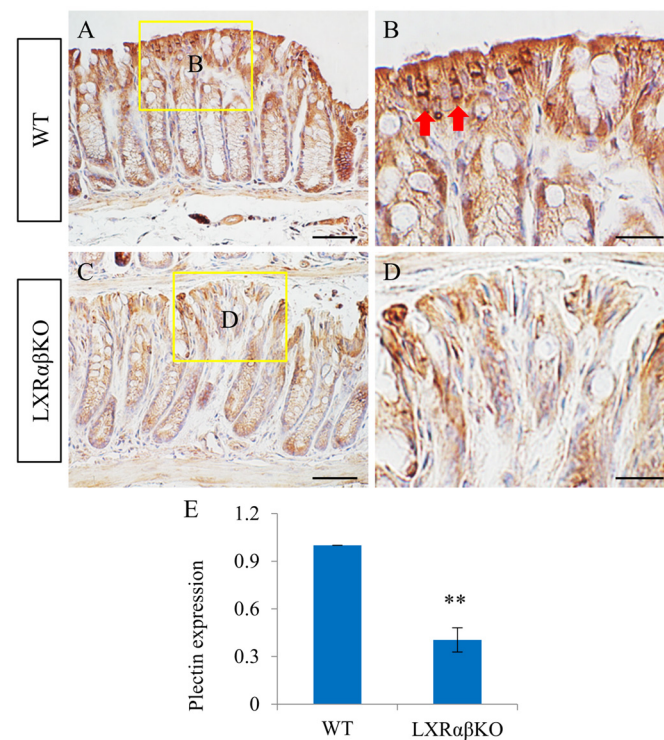 A
B
B
WT
C
D
D
LXRαβKO
E
1.2
0.9
0.6
0.3
0
Plectin expression
**
WT
LXRαβKO